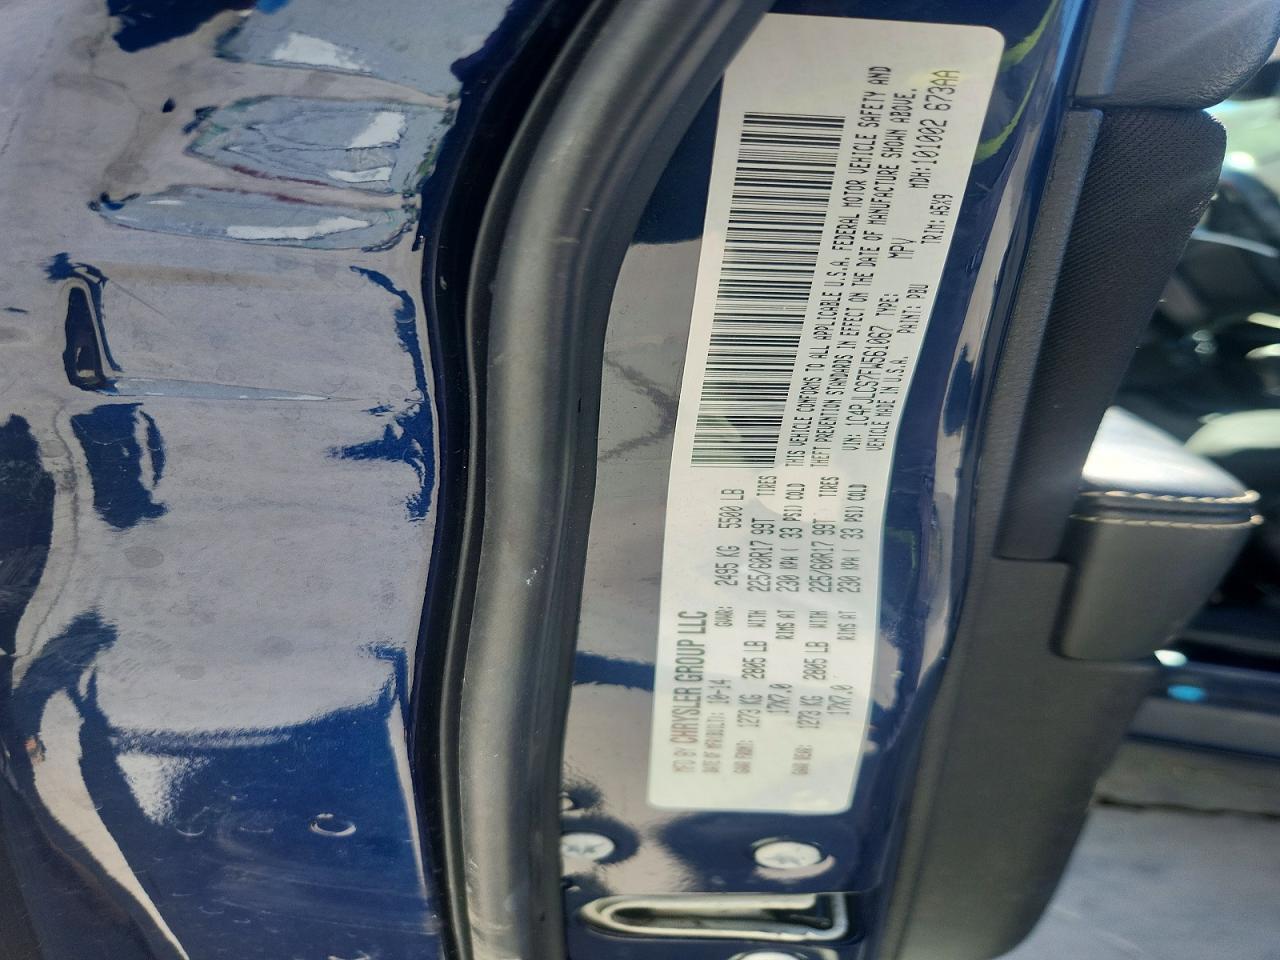 MFD BY CHRYSLER GROUP LLC
DATE OF MFR(BUILT): 10-14 GVWR: 2495 KG 5500 LB
GAWR FRONT: 1273 KG 2805 LB WITH 225/60R17 99T TIRES
17X7.0 RIMS AT 230 KPA ( 33 PSI) COLD
GAWR REAR: 1273 KG 2805 LB WITH 225/60R17 99T TIRES
17X7.0 RIMS AT 230 KPA ( 33 PSI) COLD
THIS VEHICLE CONFORMS TO ALL APPLICABLE U.S.A. FEDERAL MOTOR VEHICLE SAFETY AND
THEFT PREVENTION STANDARDS IN EFFECT ON THE DATE OF MANUFACTURE SHOWN ABOVE.
VIN: 1C4PJLCS7FW561067 TYPE: MPV MDH:101002 673AA
VEHICLE MADE IN U.S.A. PAINT: PBU TRIM: A5X9